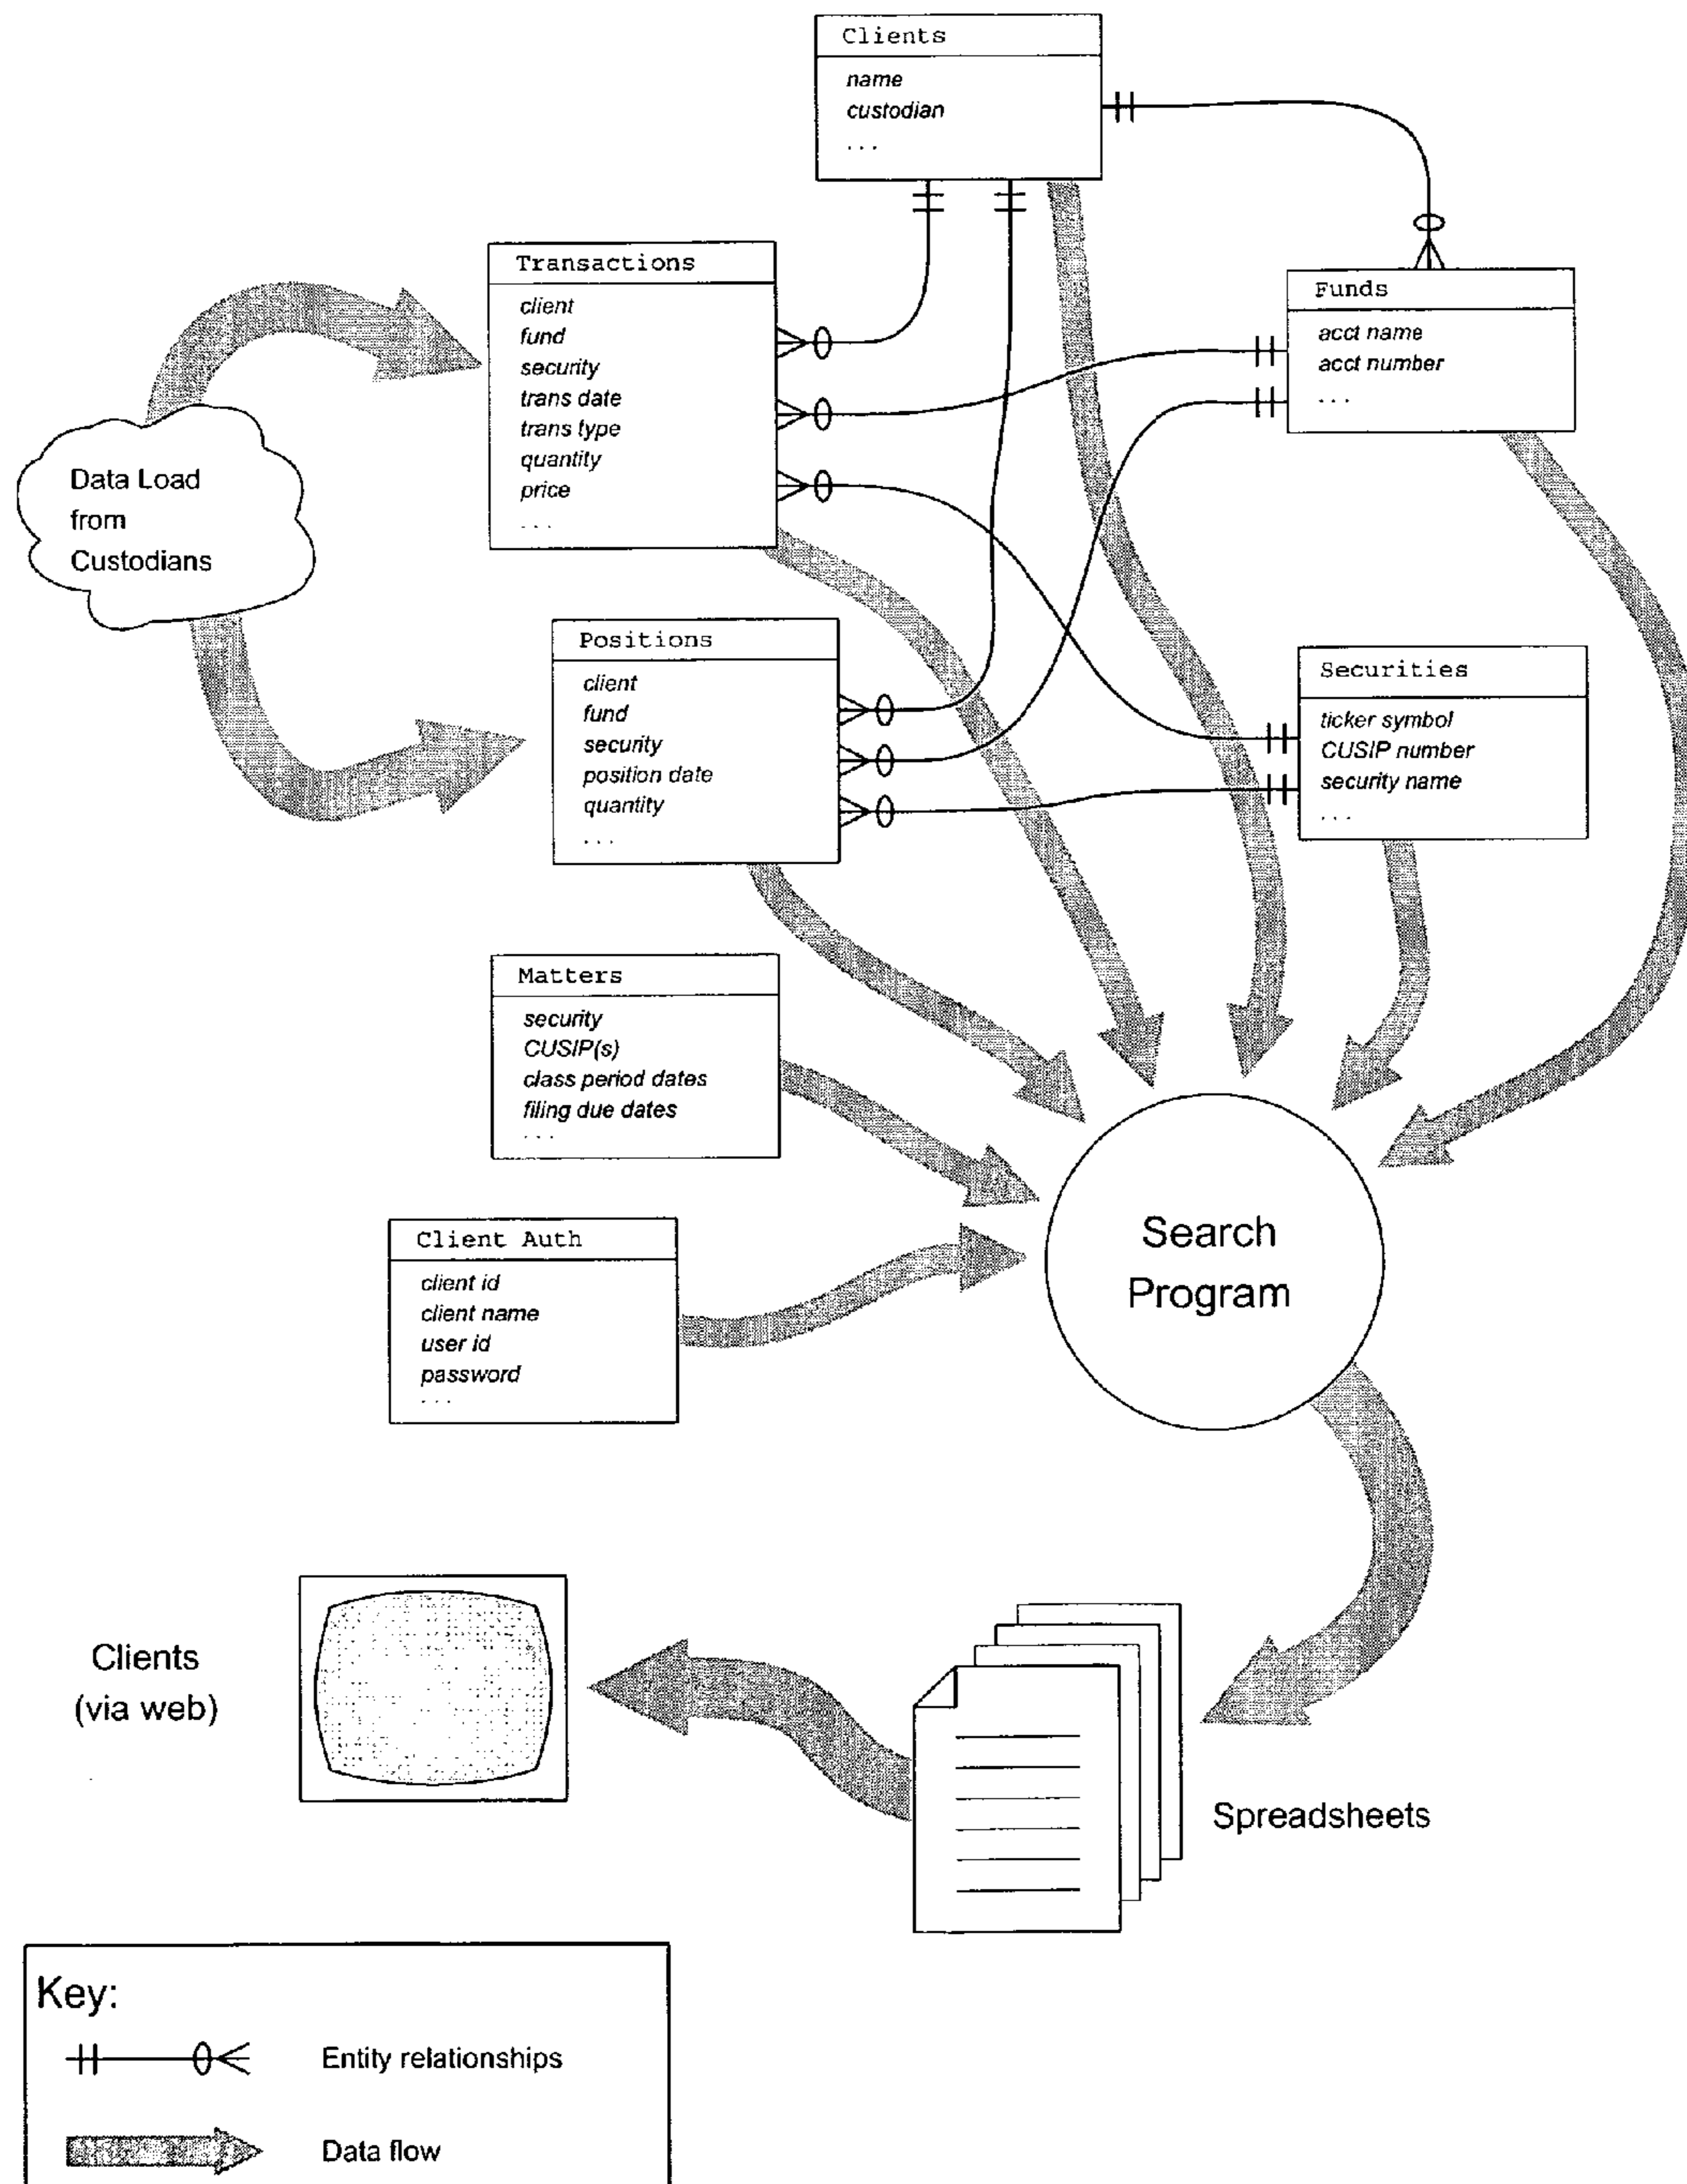 Clients
name
custodian
...
Transactions
client
fund
security
trans date
trans type
quantity
price
...
Funds
acct name
acct number
...
Data Load
from
Custodians
Positions
client
fund
security
position date
quantity
...
Securities
ticker symbol
CUSIP number
security name
...
Matters
security
CUSIP(s)
class period dates
filing due dates
...
Client Auth
client id
client name
user id
password
...
Search
Program
Clients
(via web)
Spreadsheets
Key:
Entity relationships
Data flow